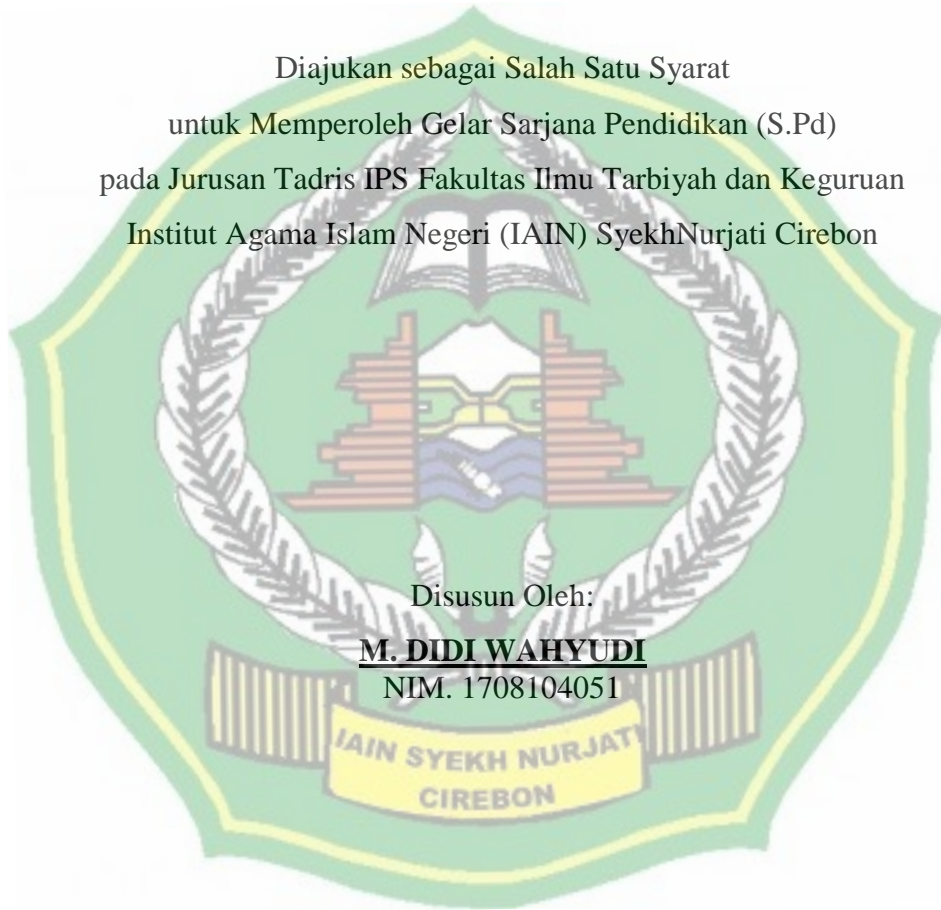 Diajukan sebagai Salah Satu Syarat
untuk Memperoleh Gelar Sarjana Pendidikan (S.Pd)
pada Jurusan Tadris IPS Fakultas Ilmu Tarbiyah dan Keguruan
Institut Agama Islam Negeri (IAIN) SyekhNurjati Cirebon
Disusun Oleh:
M. DIDI WAHYUDI
NIM. 1708104051
IAIN SYEKH NURJATI
CIREBON